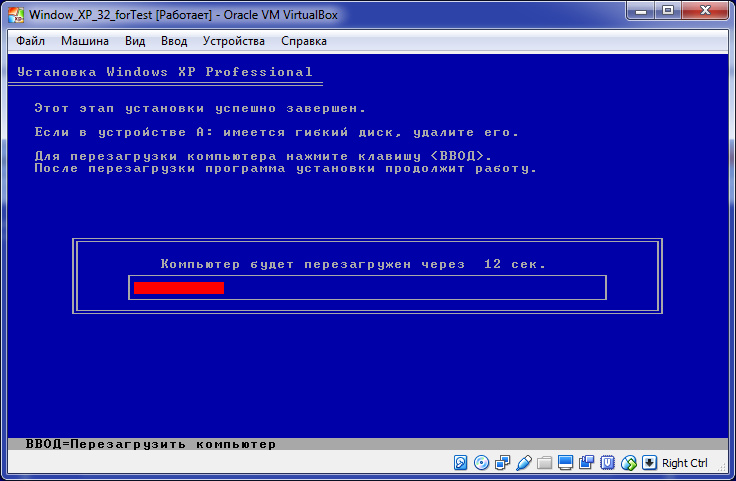 Window_XP_32_forTest [Работает] - Oracle VM VirtualBox
Файл Машина Вид Ввод Устройства Справка
Установка Windows XP Professional
Этот этап установки успешно завершен.
Если в устройстве A: имеется гибкий диск, удалите его.
Для перезагрузки компьютера нажмите клавишу <ВВОД>.
После перезагрузки программа установки продолжит работу.
Компьютер будет перезагружен через 12 сек.
ВВОД=Перезагрузить компьютер
Right Ctrl